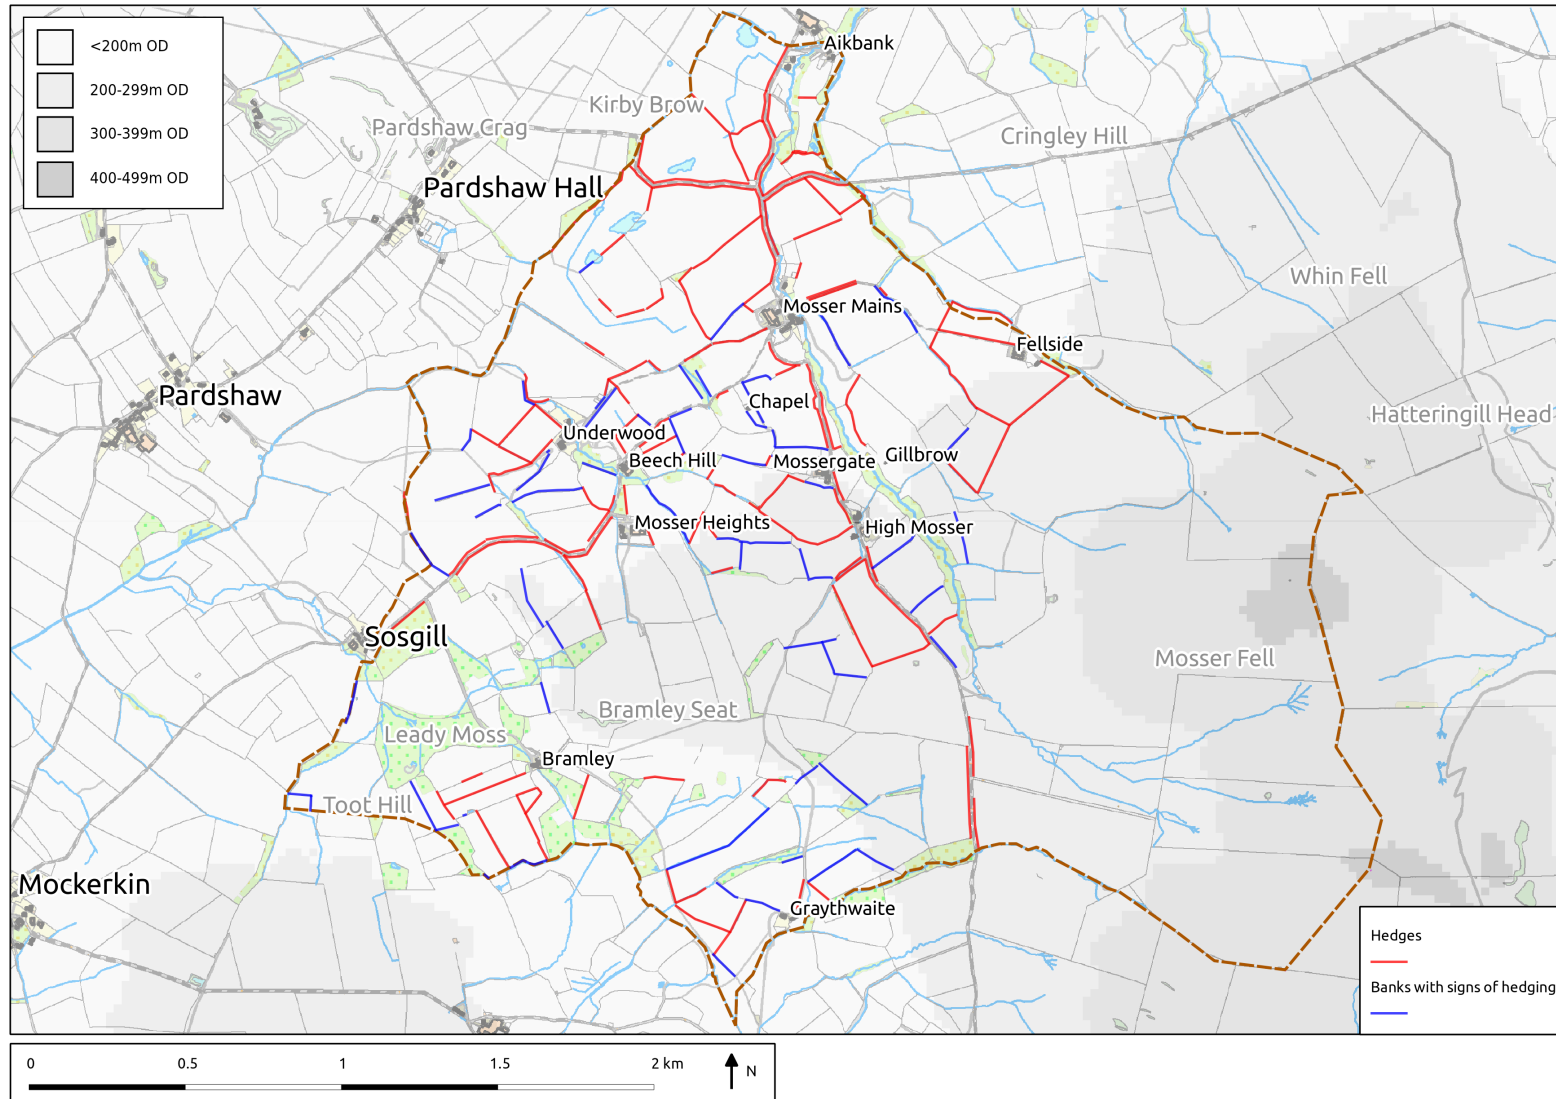 <200m OD
200-299m OD
300-399m OD
400-499m OD
Aikbank
Kirby Brow
Pardshaw Crag
Cringley Hill
Pardshaw Hall
Whin Fell
Mosser Mains
Fellside
Pardshaw
Chapel
Hatteringill Head
Underwood
Beech Hill
Mossergate
Gillbrow
Mosser Heights
High Mosser
Sosgill
Mosser Fell
Bramley Seat
Leady Moss
Bramley
Toot Hill
Mockerkin
Graythwaite
Hedges
Banks with signs of hedging
0 0.5 1 1.5 2 km
N